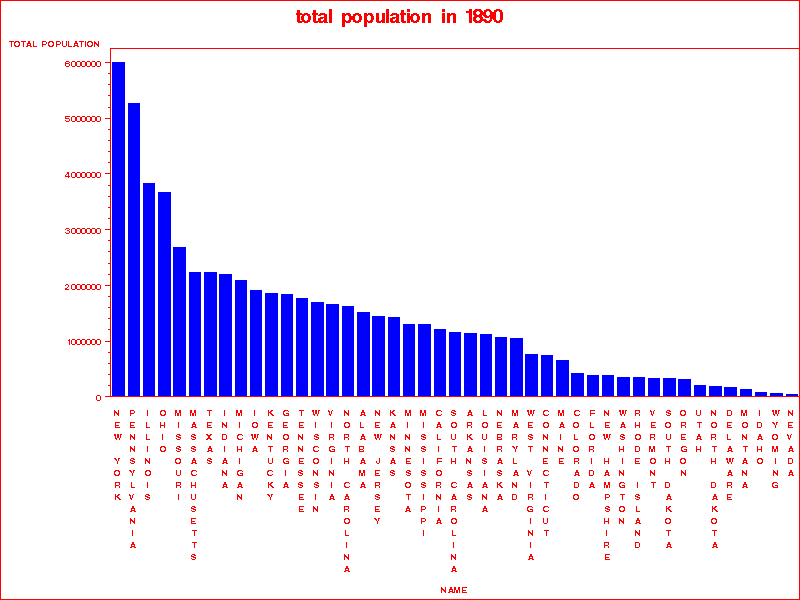 total population in 1890
TOTAL POPULATION
6000000
5000000
4000000
3000000
2000000
1000000
0
NEW YORK
PENNSYLVANIA
ILLINOIS
OHIO
MISSOURI
MASSACHUSETTS
TEXAS
INDIANA
MICHIGAN
IOWA
KENTUCKY
GEORGIA
TENNESSEE
WISCONSIN
VIRGINIA
NORTH CAROLINA
ALABAMA
NEW JERSEY
KANSAS
MINNESOTA
MISSISSIPPI
CALIFORNIA
SOUTH CAROLINA
ARKANSAS
LOUISIANA
NEBRASKA
MARYLAND
WEST VIRGINIA
CONNECTICUT
MAINE
COLORADO
FLORIDA
NEW HAMPSHIRE
WASHINGTON
RHODE ISLAND
VERMONT
SOUTH DAKOTA
OREGON
UTAH
NORTH DAKOTA
DELAWARE
MONTANA
IDAHO
WYOMING
NEVADA
NAME